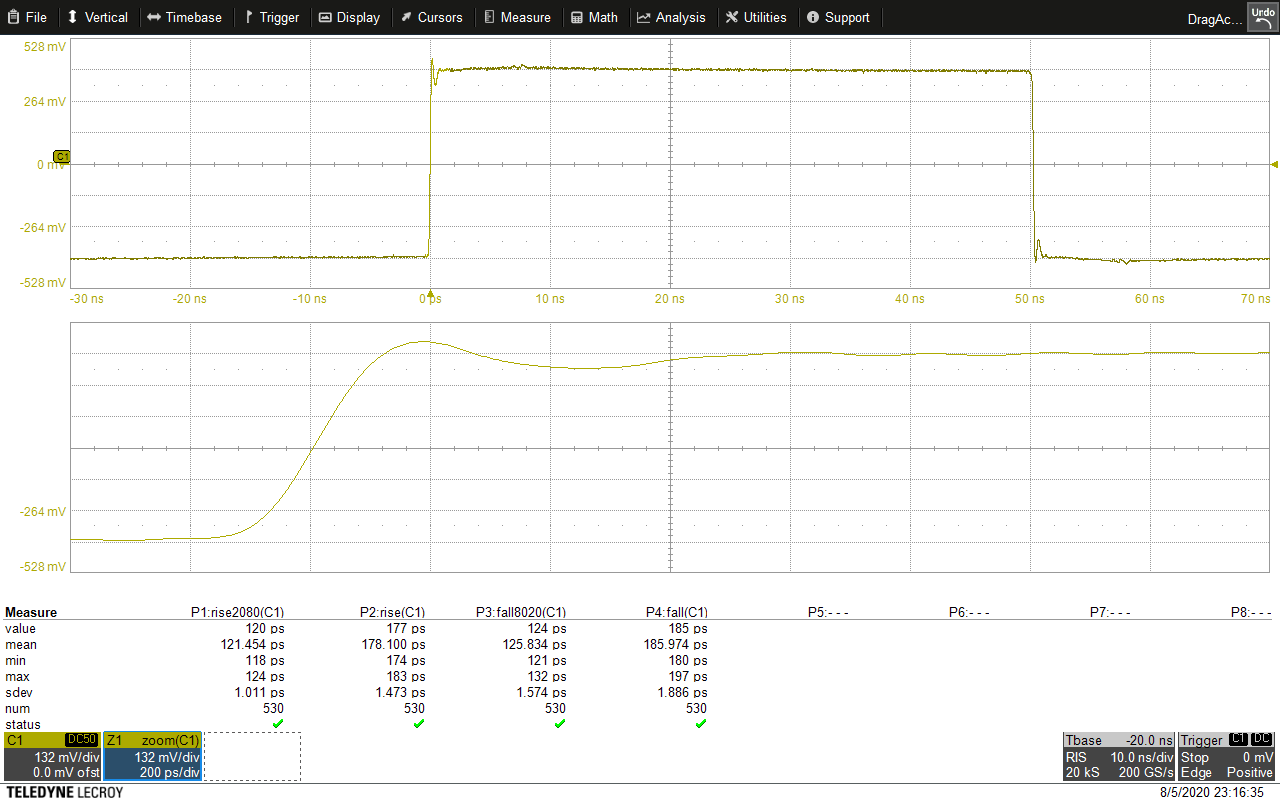 File Vertical Timebase Trigger Display Cursors Measure Math Analysis Utilities Support DragAc... Undo
528 mV
264 mV
C1
0 mV
-264 mV
-528 mV
-30 ns -20 ns -10 ns 0 ps 10 ns 20 ns 30 ns 40 ns 50 ns 60 ns 70 ns
-264 mV
-528 mV
Measure P1:rise2080(C1) P2:rise(C1) P3:fall8020(C1) P4:fall(C1) P5:- - - P6:- - - P7:- - - P8:- - -
value 120 ps 177 ps 124 ps 185 ps
mean 121.454 ps 178.100 ps 125.834 ps 185.974 ps
min 118 ps 174 ps 121 ps 180 ps
max 124 ps 183 ps 132 ps 197 ps
sdev 1.011 ps 1.473 ps 1.574 ps 1.886 ps
num 530 530 530 530
status
C1 DC50 Z1 zoom(C1) Tbase -20.0 ns Trigger C1 DC
132 mV/div 132 mV/div RIS 10.0 ns/div Stop 0 mV
0.0 mV ofst 200 ps/div 20 kS 200 GS/s Edge Positive
TELEDYNE LECROY 8/5/2020 23:16:35